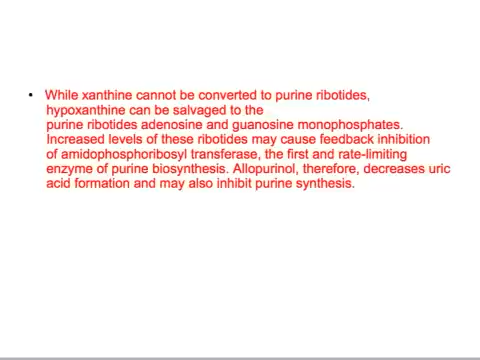 • While xanthine cannot be converted to purine ribotides,
hypoxanthine can be salvaged to the
purine ribotides adenosine and guanosine monophosphates.
Increased levels of these ribotides may cause feedback inhibition
of amidophosphoribosyl transferase, the first and rate-limiting
enzyme of purine biosynthesis. Allopurinol, therefore, decreases uric
acid formation and may also inhibit purine synthesis.